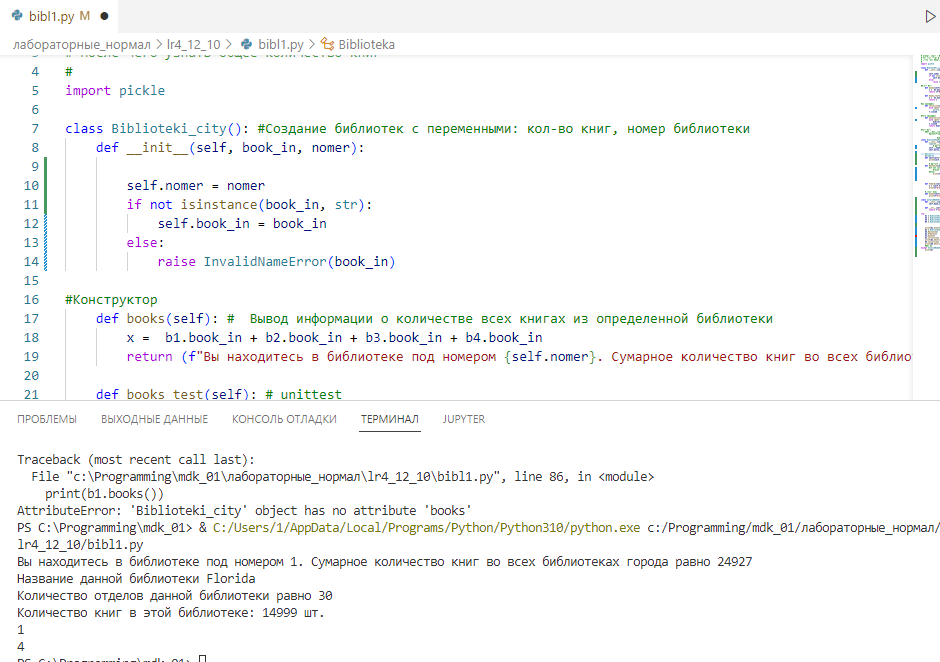 bibl1.py M
лабораторные_нормал > lr4_12_10 > bibl1.py > Biblioteka
4 #
5 import pickle
6
7 class Biblioteki_city(): #Создание библиотек с переменными: кол-во книг, номер библиотеки
8 def __init__(self, book_in, nomer):
9
10 self.nomer = nomer
11 if not isinstance(book_in, str):
12 self.book_in = book_in
13 else:
14 raise InvalidNameError(book_in)
15
16 #Конструктор
17 def books(self): # Вывод информации о количестве всех книгах из определенной библиотеки
18 x = b1.book_in + b2.book_in + b3.book_in + b4.book_in
19 return (f"Вы находитесь в библиотеке под номером {self.nomer}. Сумарное количество книг во всех библио
20
21 def books_test(self): # unittest
ПРОБЛЕМЫ ВЫХОДНЫЕ ДАННЫЕ КОНСОЛЬ ОТЛАДКИ ТЕРМИНАЛ JUPYTER
Traceback (most recent call last):
File "c:\Programming\mdk_01\лабораторные_нормал\lr4_12_10\bibl1.py", line 86, in <module>
print(b1.books())
AttributeError: 'Biblioteki_city' object has no attribute 'books'
PS C:\Programming\mdk_01> & C:/Users/1/AppData/Local/Programs/Python/Python310/python.exe c:/Programming/mdk_01/лабораторные_нормал/
lr4_12_10/bibl1.py
Вы находитесь в библиотеке под номером 1. Сумарное количество книг во всех библиотеках города равно 24927
Название данной библиотеки Florida
Количество отделов данной библиотеки равно 30
Количество книг в этой библиотеке: 14999 шт.
1
4
PS C:\Programming\mdk_01>